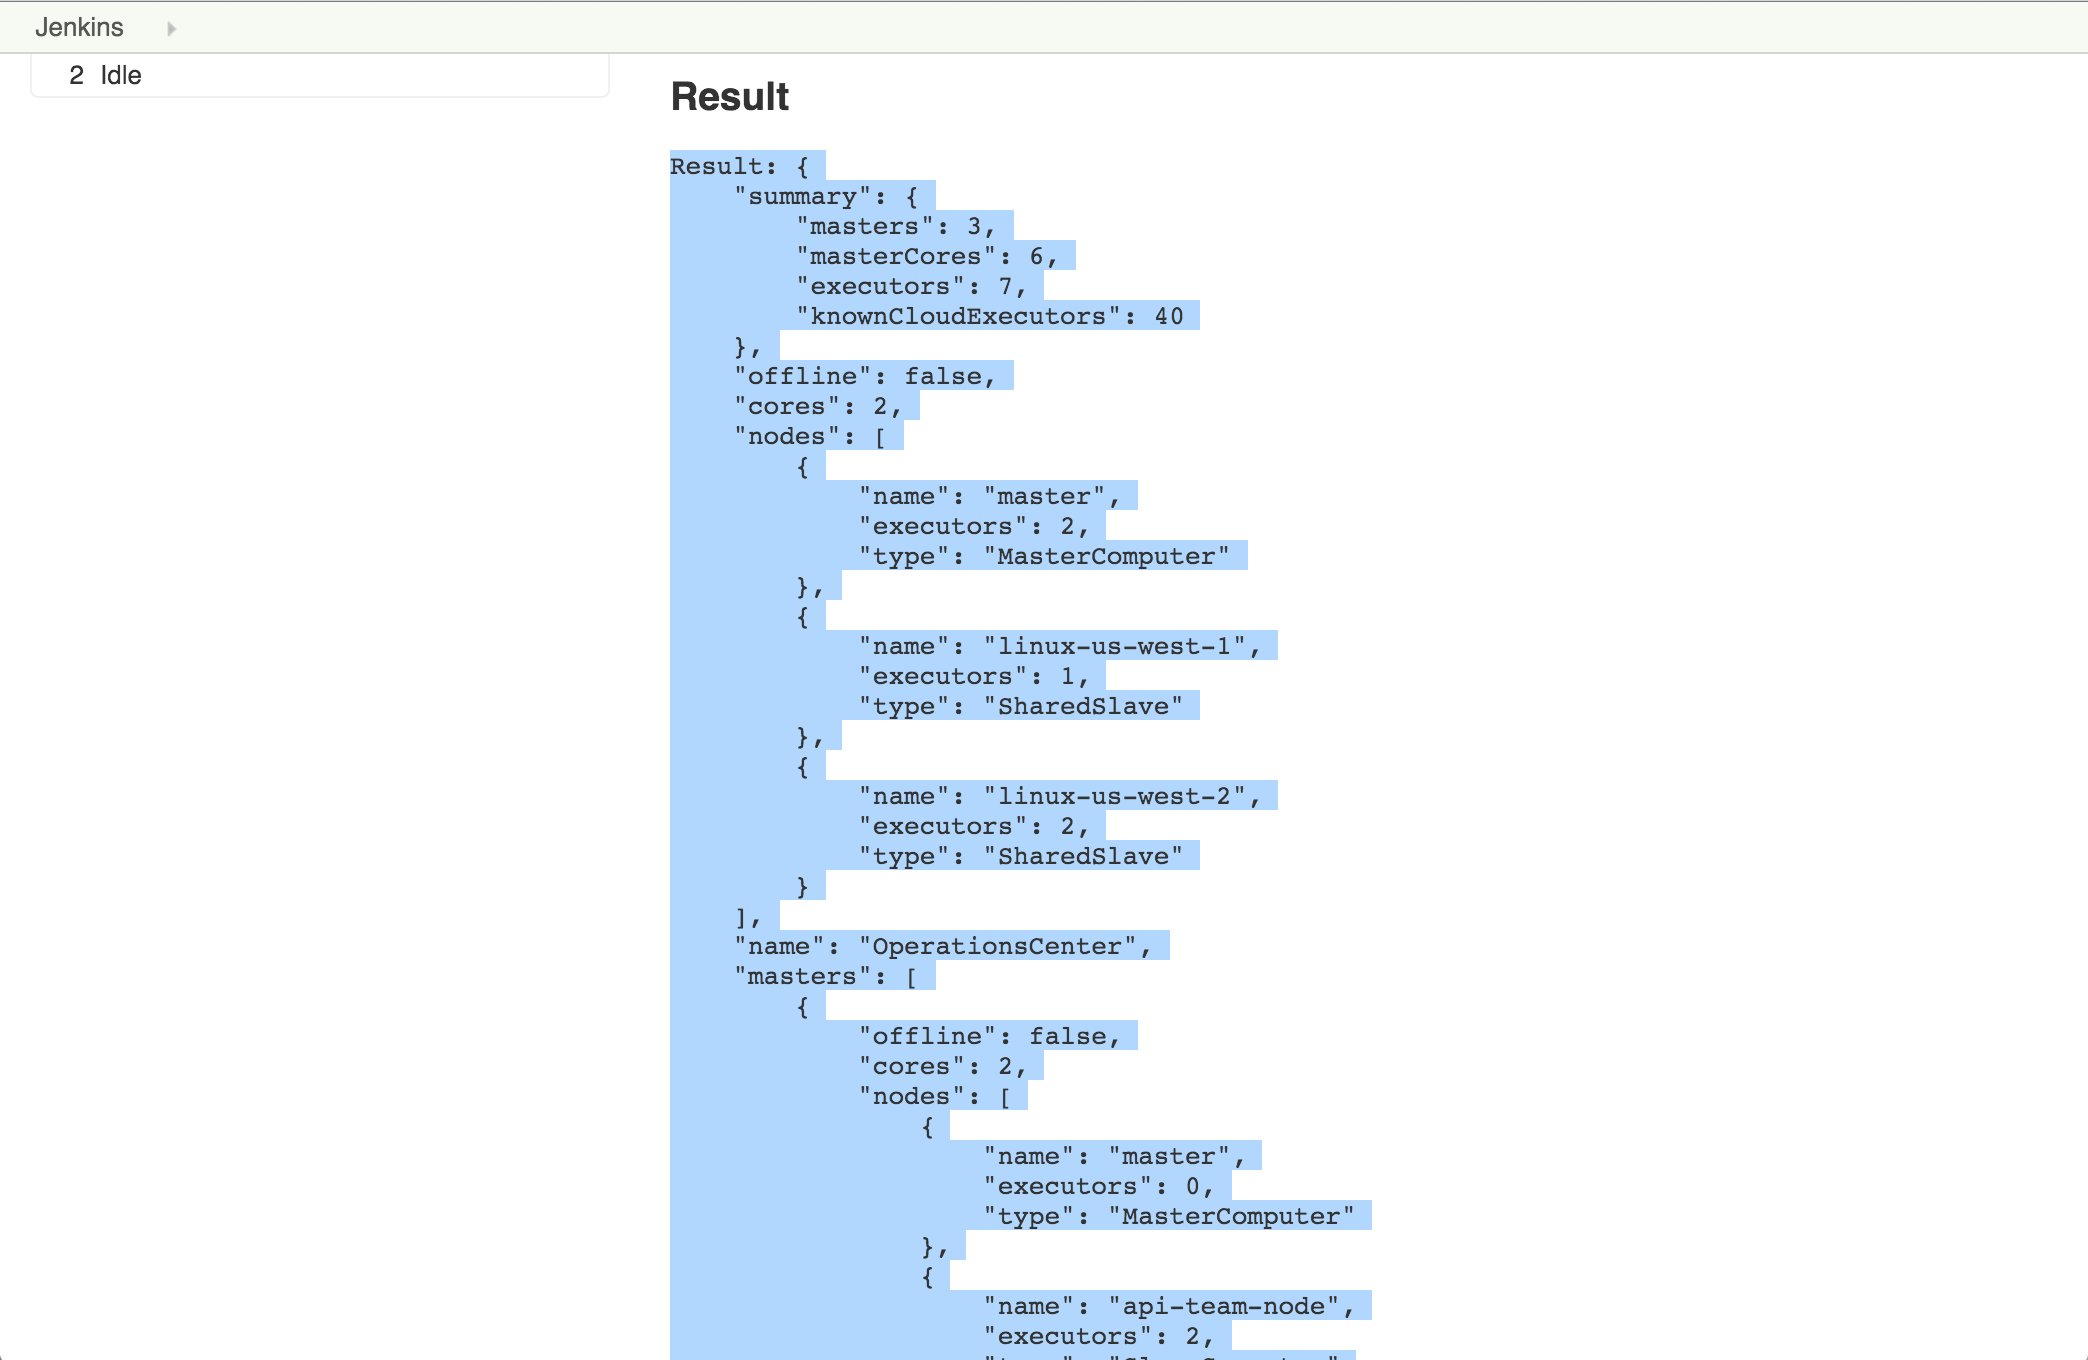 Jenkins
2 Idle
Result
Result: {
"summary": {
"masters": 3,
"masterCores": 6,
"executors": 7,
"knownCloudExecutors": 40
},
"offline": false,
"cores": 2,
"nodes": [
{
"name": "master",
"executors": 2,
"type": "MasterComputer"
},
{
"name": "linux-us-west-1",
"executors": 1,
"type": "SharedSlave"
},
{
"name": "linux-us-west-2",
"executors": 2,
"type": "SharedSlave"
}
],
"name": "OperationsCenter",
"masters": [
{
"offline": false,
"cores": 2,
"nodes": [
{
"name": "master",
"executors": 0,
"type": "MasterComputer"
},
{
"name": "api-team-node",
"executors": 2,